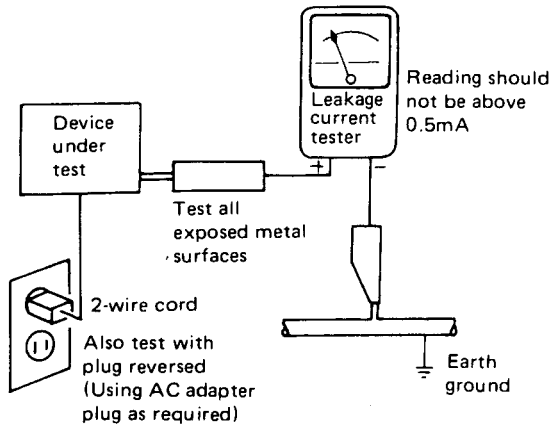 Leakage
current
tester
+ -
Reading should
not be above
0.5mA
Device
under
test
Test all
exposed metal
surfaces
2-wire cord
Also test with
plug reversed
(Using AC adapter
plug as required)
Earth
ground